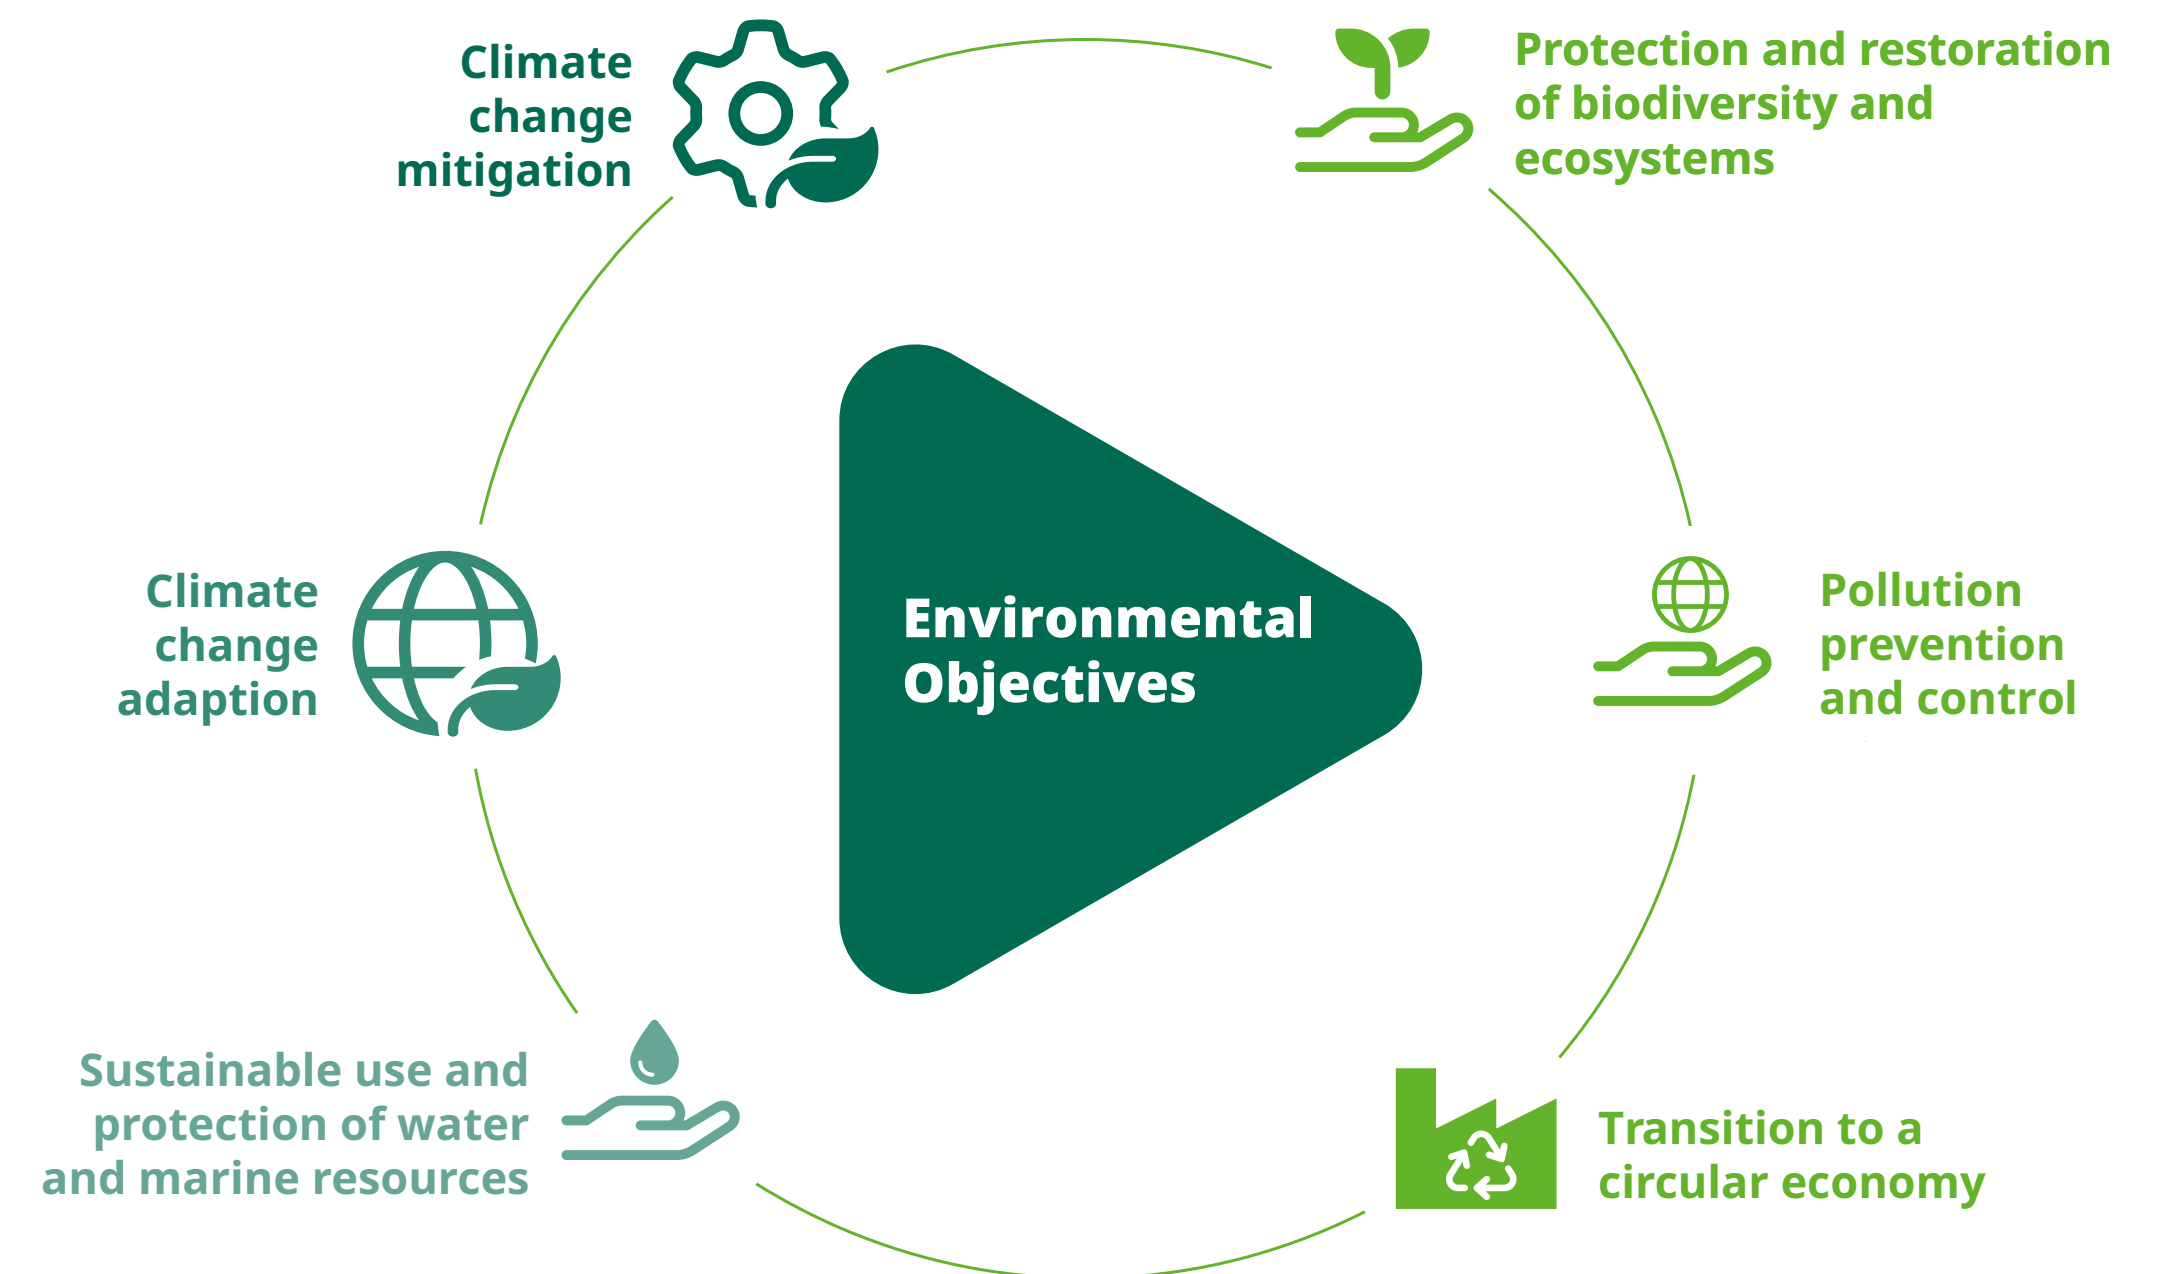 Climate
change
mitigation
Protection and restoration
of biodiversity and
ecosystems
Climate
change
adaption
Environmental
Objectives
Pollution
prevention
and control
Sustainable use and
protection of water
and marine resources
Transition to a
circular economy